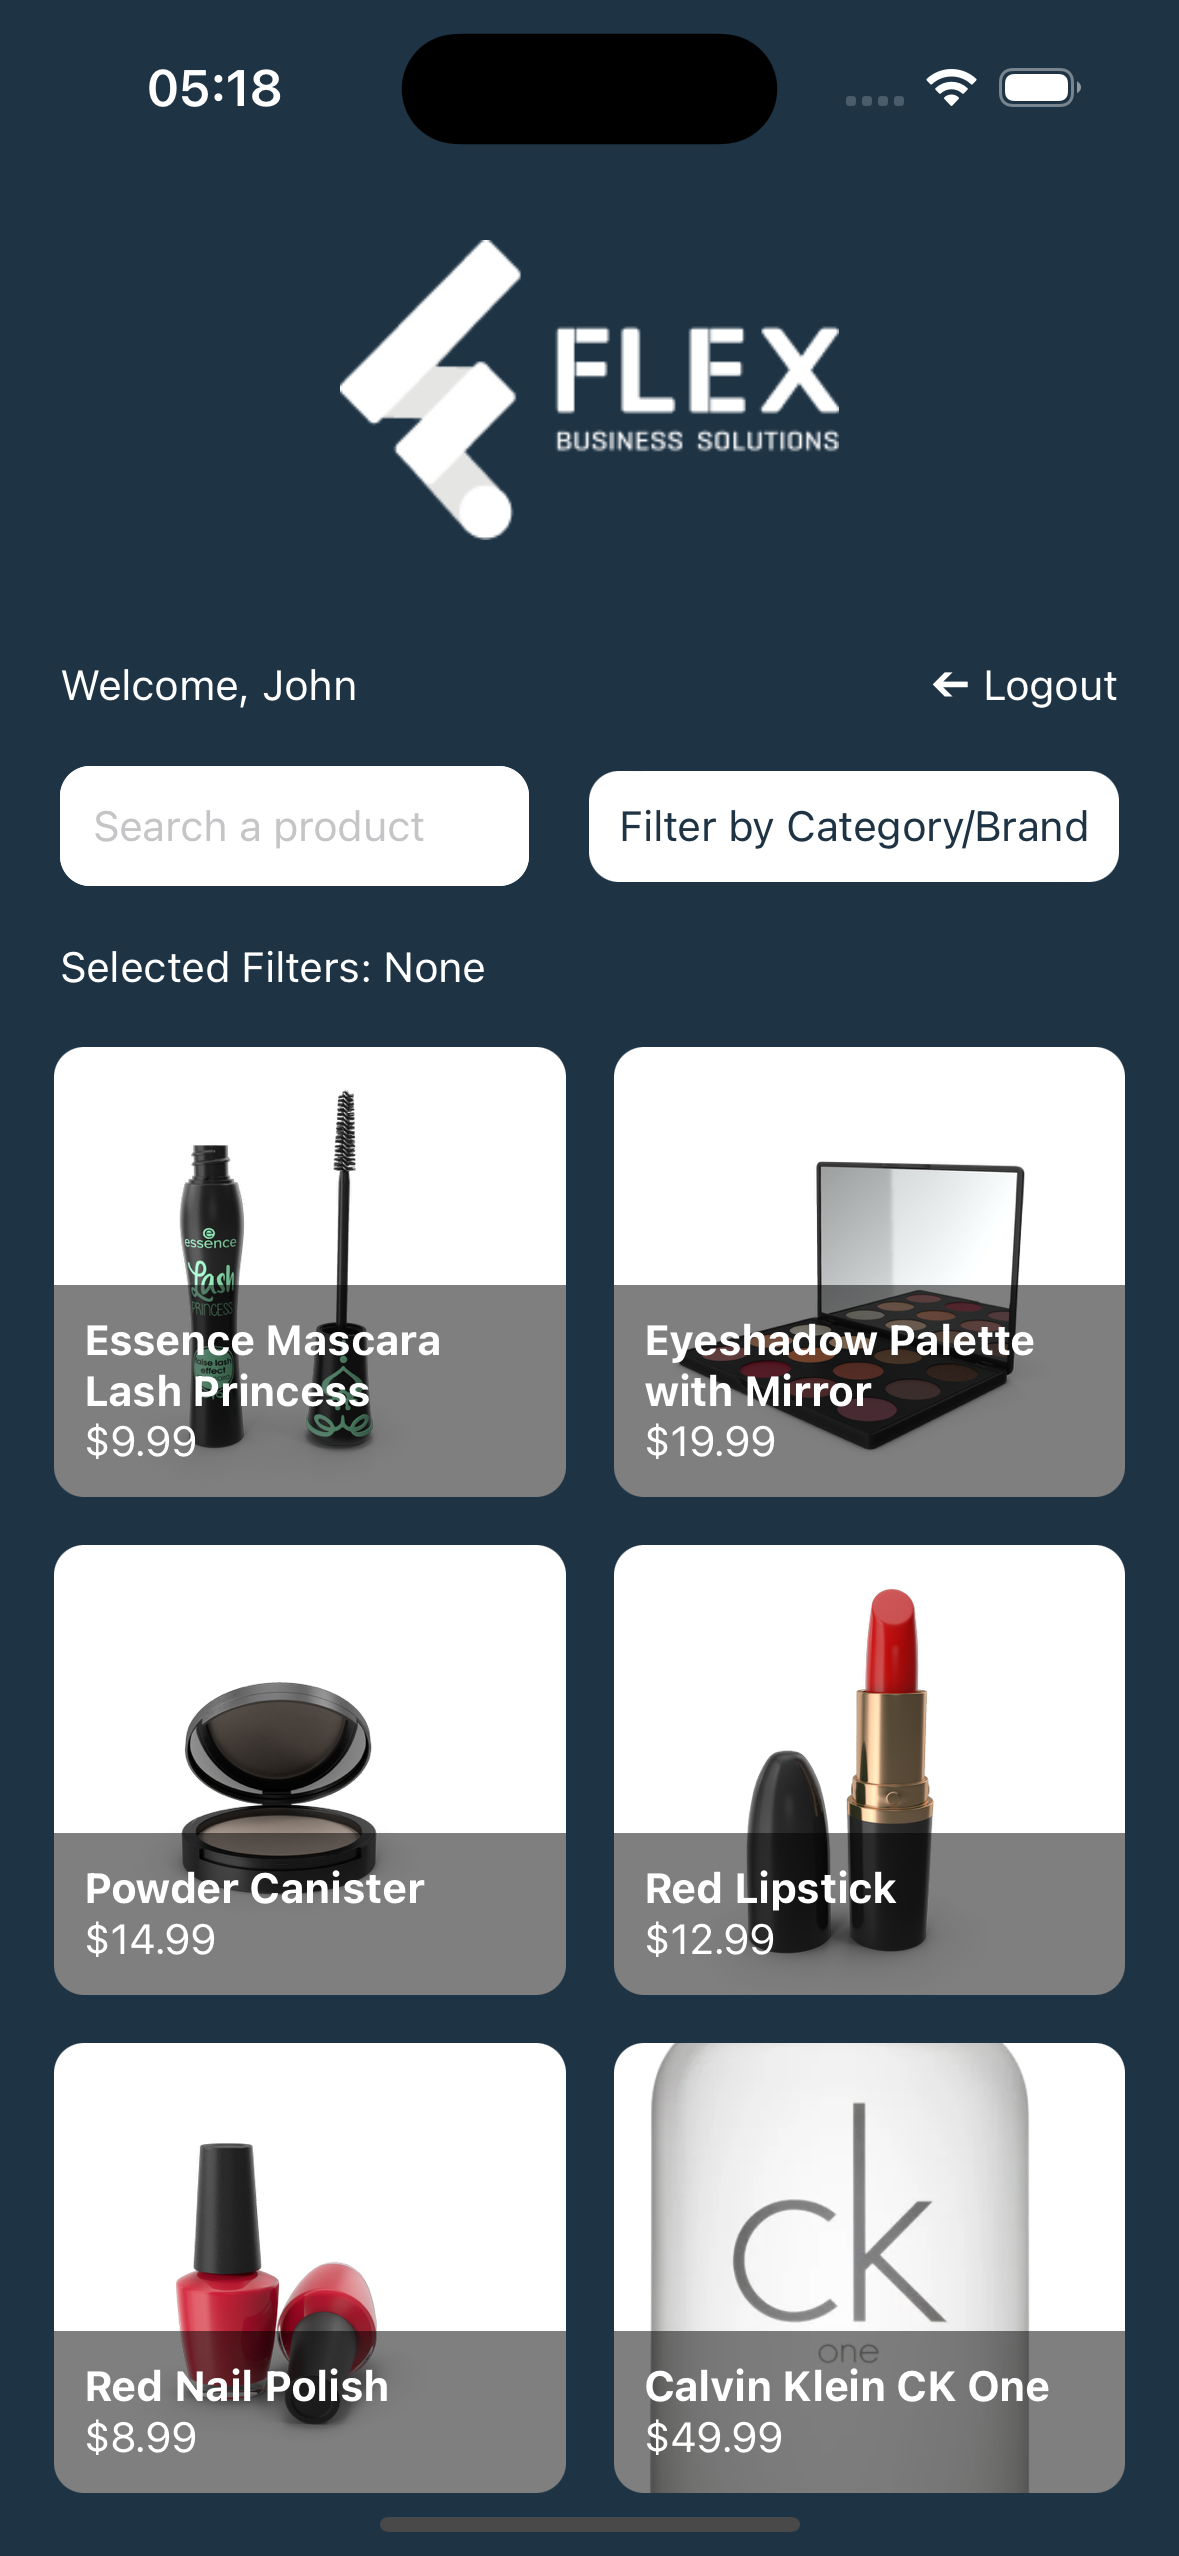 05:18
FLEX
BUSINESS SOLUTIONS
Welcome, John
← Logout
Search a product
Filter by Category/Brand
Selected Filters: None
essence
Lash
PRINCESS
false lash
effect
Essence Mascara
Lash Princess
$9.99
Eyeshadow Palette
with Mirror
$19.99
Powder Canister
$14.99
Red Lipstick
$12.99
Red Nail Polish
$8.99
ck
one
Calvin Klein CK One
$49.99